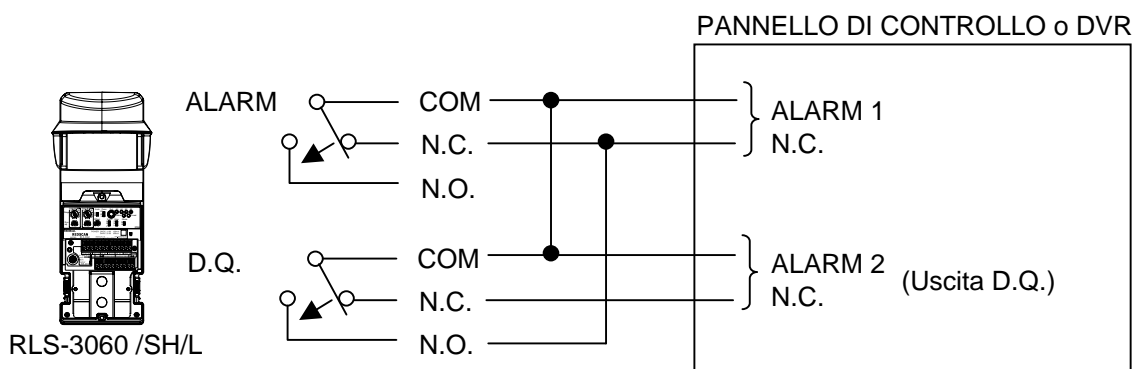 PANNELLO DI CONTROLLO o DVR
ALARM
COM
N.C.
N.O.
ALARM 1
N.C.
D.Q.
COM
N.C.
N.O.
ALARM 2
N.C.
(Uscita D.Q.)
RLS-3060 /SH/L